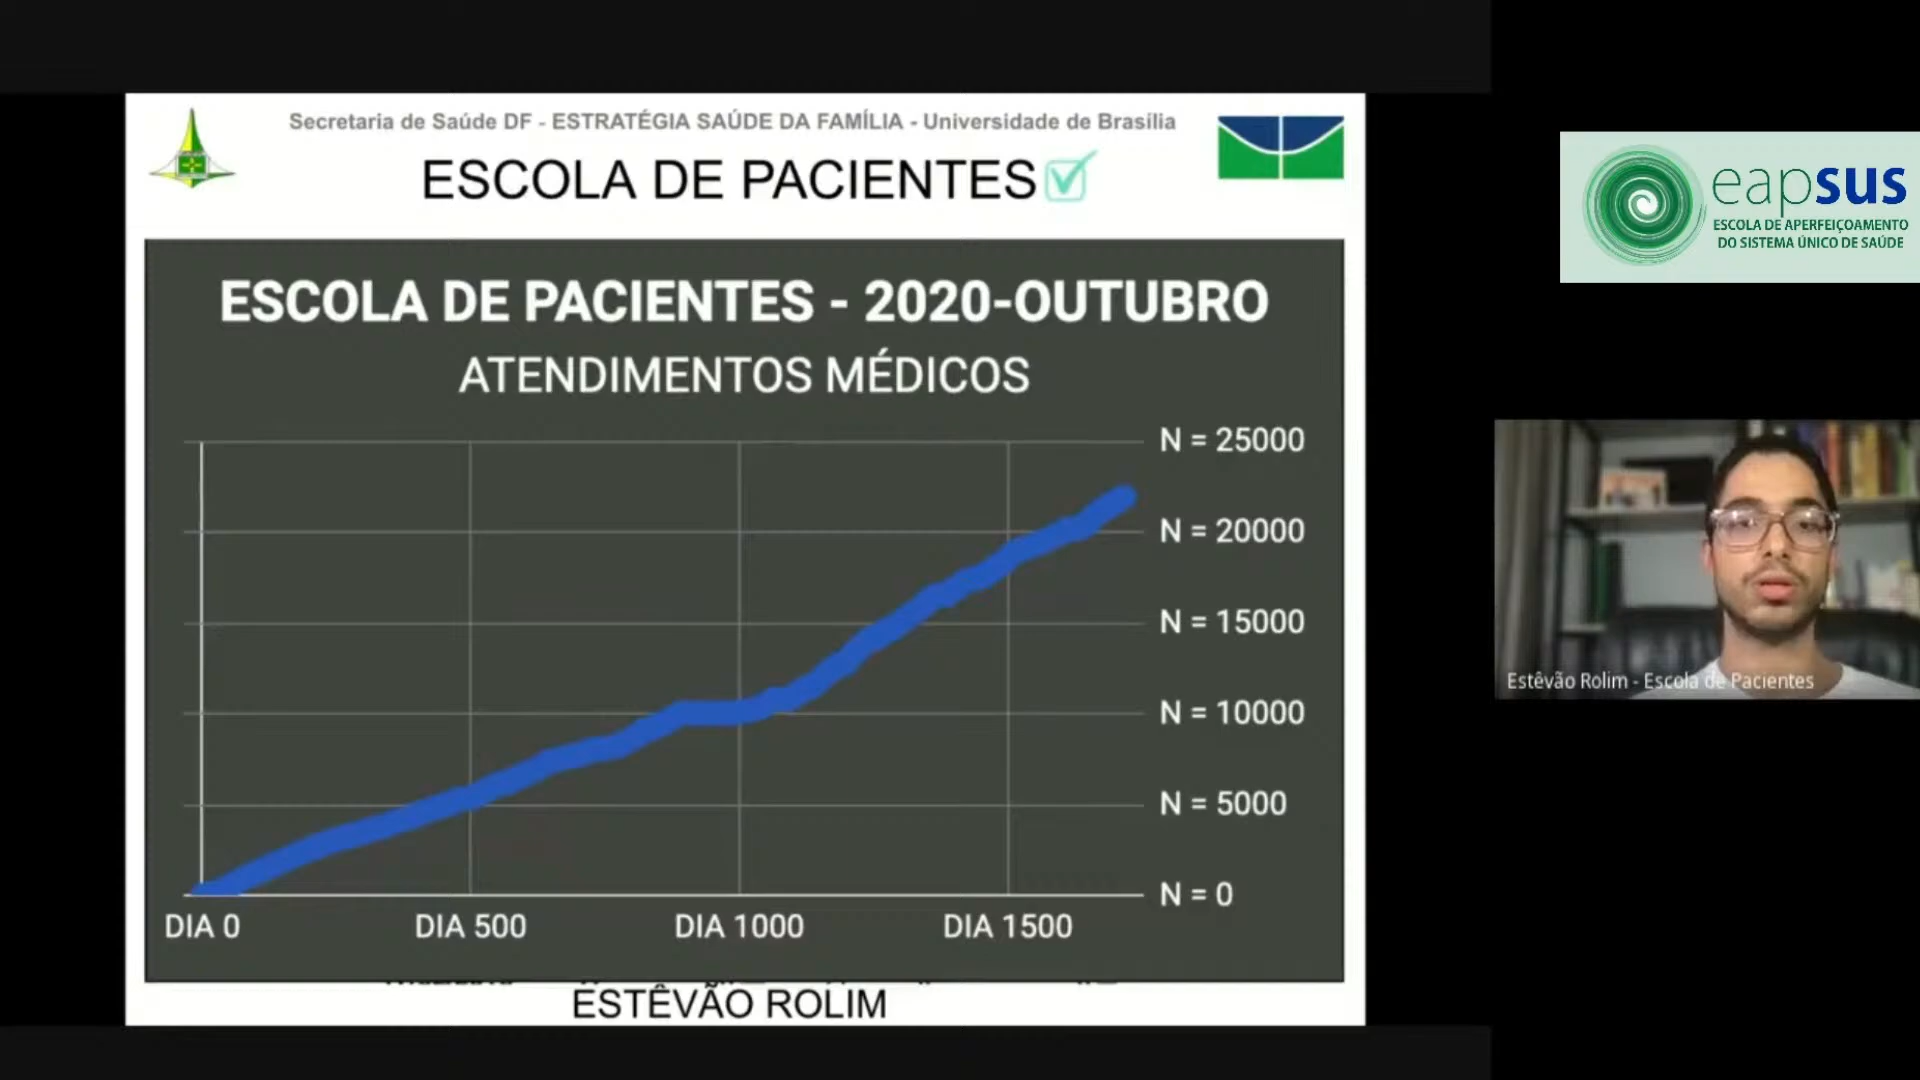 Secretaria de Saúde DF - ESTRATÉGIA SAÚDE DA FAMÍLIA - Universidade de Brasília
ESCOLA DE PACIENTES
ESCOLA DE PACIENTES - 2020-OUTUBRO
ATENDIMENTOS MÉDICOS
N = 25000
N = 20000
N = 15000
N = 10000
N = 5000
N = 0
DIA 0
DIA 500
DIA 1000
DIA 1500
ESTÊVÃO ROLIM
eapsus
ESCOLA DE APERFEIÇOAMENTO
DO SISTEMA ÚNICO DE SAÚDE
Estêvão Rolim - Escola de Pacientes